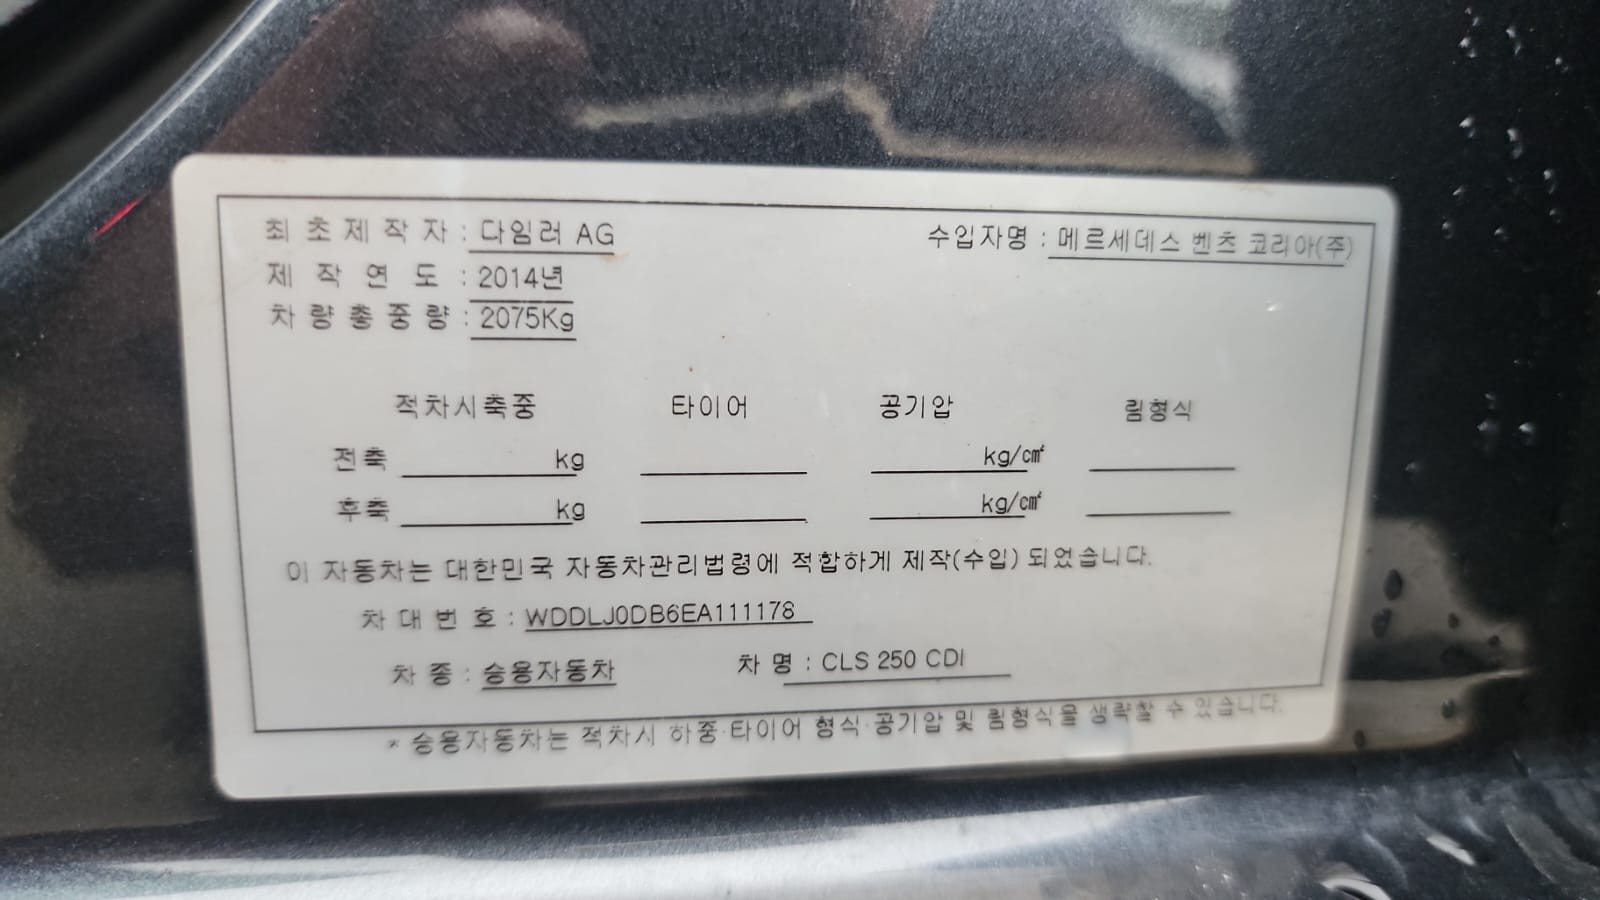 최초제작자 : 다임러 AG 수입자명 : 메르세데스 벤츠 코리아(주)
제작연도 : 2014년
차량총중량 : 2075Kg
적차시축중 타이어 공기압 림형식
전축 kg kg/㎠
후축 kg kg/㎠
이 자동차는 대한민국 자동차관리법령에 적합하게 제작(수입) 되었습니다.
차대번호 : WDDLJ0DB6EA111178
차종 : 승용자동차 차명 : CLS 250 CDI
* 승용자동차는 적차시 하중·타이어 형식·공기압 및 림형식을 생략할 수 있습니다.